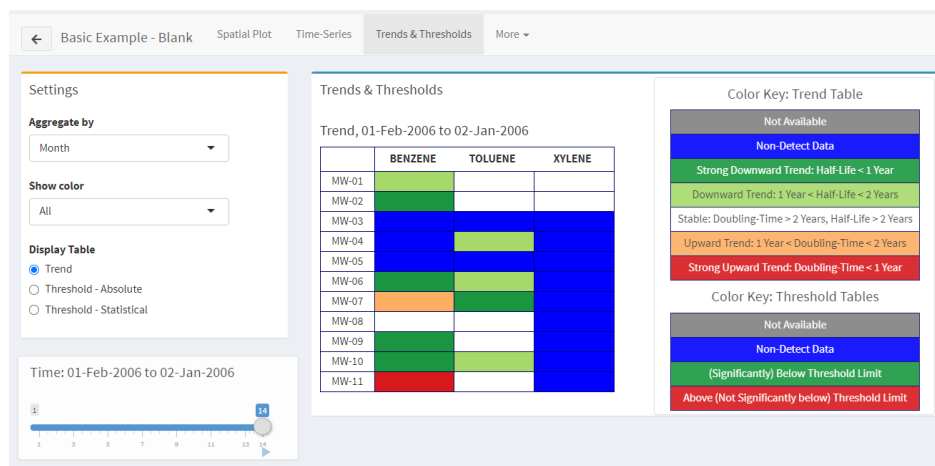 Basic Example - Blank Spatial Plot Time-Series Trends & Thresholds More
Settings
Aggregate by
Month
Show color
All
Display Table
Trend
Threshold - Absolute
Threshold - Statistical
Time: 01-Feb-2006 to 02-Jan-2006
1 14
1 3 5 7 9 11 13 14
Trends & Thresholds
Trend, 01-Feb-2006 to 02-Jan-2006
BENZENE TOLUENE XYLENE
MW-01
MW-02
MW-03
MW-04
MW-05
MW-06
MW-07
MW-08
MW-09
MW-10
MW-11
Color Key: Trend Table
Not Available
Non-Detect Data
Strong Downward Trend: Half-Life < 1 Year
Downward Trend: 1 Year < Half-Life < 2 Years
Stable: Doubling-Time > 2 Years, Half-Life > 2 Years
Upward Trend: 1 Year < Doubling-Time < 2 Years
Strong Upward Trend: Doubling-Time < 1 Year
Color Key: Threshold Tables
Not Available
Non-Detect Data
(Significantly) Below Threshold Limit
Above (Not Significantly below) Threshold Limit